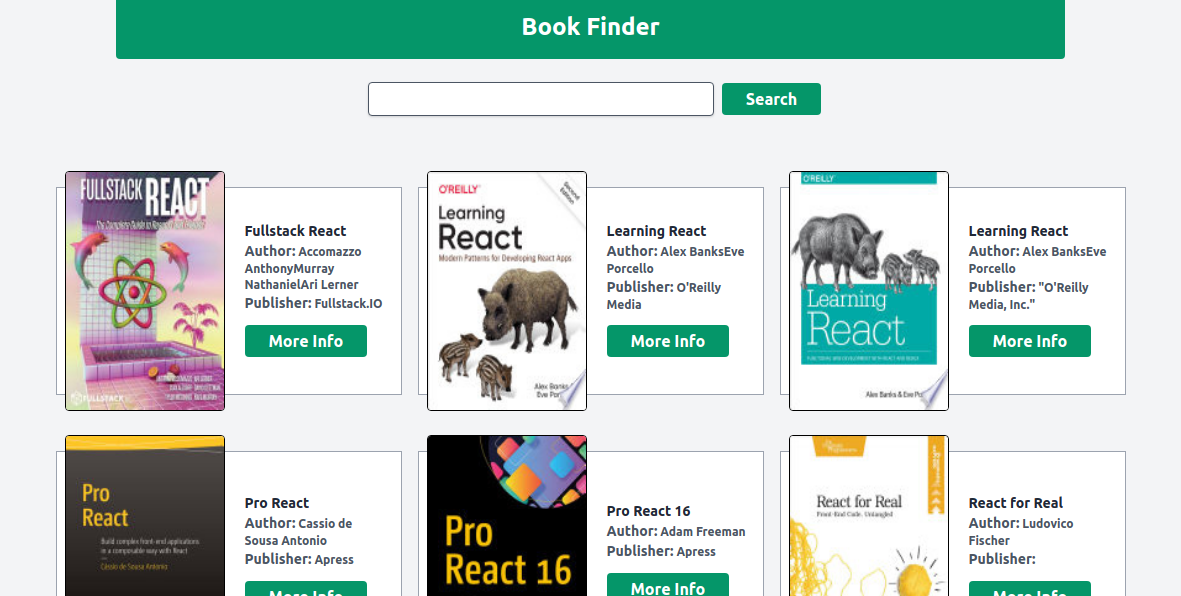 Book Finder
Search
FULLSTACK
REACT
Fullstack React
Author: Accomazzo
AnthonyMurray
NathanielAri Lerner
Publisher: Fullstack.IO
More Info
FULLSTACK
O'REILLY
Second
Edition
Learning
React
Modern Patterns for Developing React Apps
Alex Banks
Eve
Learning React
Author: Alex BanksEve
Porcello
Publisher: O'Reilly
Media
More Info
O'REILLY
Learning
React
Alex Banks & Eve
Learning React
Author: Alex BanksEve
Porcello
Publisher: "O'Reilly
Media, Inc."
More Info
Pro
React
Build complex front-end applications
in a composable way with React
Cássio de Sousa Antonio
Pro React
Author: Cassio de
Sousa Antonio
Publisher: Apress
More Info
Pro
React 16
Pro React 16
Author: Adam Freeman
Publisher: Apress
More Info
React for Real
Front-End Code, Untangled
React for Real
Author: Ludovico
Fischer
Publisher:
More Info